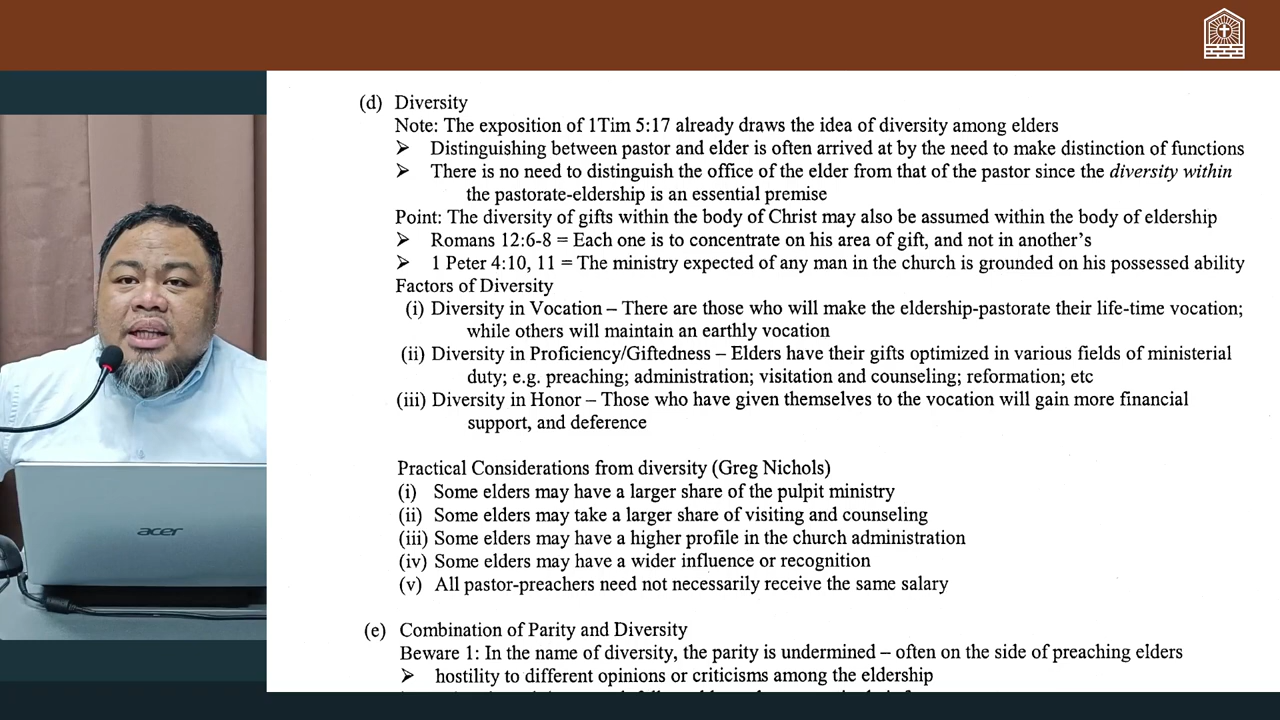 (d) Diversity
Note: The exposition of 1Tim 5:17 already draws the idea of diversity among elders
➢ Distinguishing between pastor and elder is often arrived at by the need to make distinction of functions
➢ There is no need to distinguish the office of the elder from that of the pastor since the diversity within
the pastorate-eldership is an essential premise
Point: The diversity of gifts within the body of Christ may also be assumed within the body of eldership
➢ Romans 12:6-8 = Each one is to concentrate on his area of gift, and not in another's
➢ 1 Peter 4:10, 11 = The ministry expected of any man in the church is grounded on his possessed ability
Factors of Diversity
(i) Diversity in Vocation – There are those who will make the eldership-pastorate their life-time vocation;
while others will maintain an earthly vocation
(ii) Diversity in Proficiency/Giftedness – Elders have their gifts optimized in various fields of ministerial
duty; e.g. preaching; administration; visitation and counseling; reformation; etc
(iii) Diversity in Honor – Those who have given themselves to the vocation will gain more financial
support, and deference
Practical Considerations from diversity (Greg Nichols)
(i) Some elders may have a larger share of the pulpit ministry
(ii) Some elders may take a larger share of visiting and counseling
(iii) Some elders may have a higher profile in the church administration
(iv) Some elders may have a wider influence or recognition
(v) All pastor-preachers need not necessarily receive the same salary
(e) Combination of Parity and Diversity
Beware 1: In the name of diversity, the parity is undermined – often on the side of preaching elders
➢ hostility to different opinions or criticisms among the eldership
acer